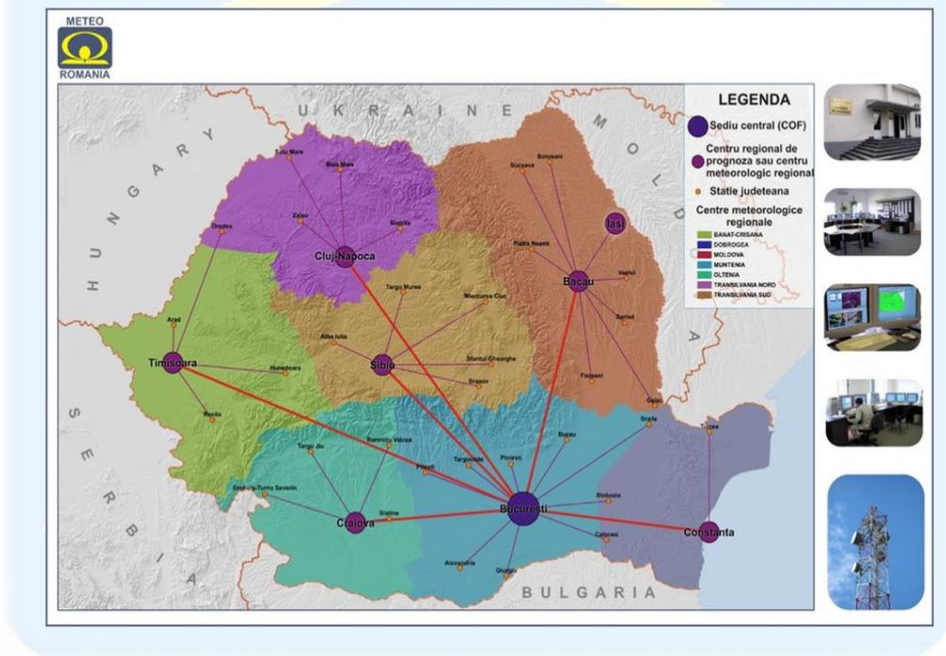 METEO
ROMANIA
UKRAINE
HUNGARY
MOLDOVA
SERBIA
BULGARIA
LEGENDA
Sediu central (COF)
Centru regional de
prognoza sau centru
meteorologic regional
Statie judeteana
Centre meteorologice
regionale
BANAT-CRISANA
DOBROGEA
MOLDOVA
MUNTENIA
OLTENIA
TRANSILVANIA NORD
TRANSILVANIA SUD
Satu Mare
Baia Mare
Suceava
Botosani
Zalau
Bistrita
Oradea
Iasi
Piatra Neamt
Cluj-Napoca
Bacau
Vaslui
Targu Mures
Miercurea Ciuc
Arad
Barlad
Alba Iulia
Timisoara
Sibiu
Sfantul Gheorghe
Hunedoara
Brasov
Focsani
Resita
Galati
Braila
Tulcea
Targu Jiu
Ramnicu Valcea
Buzau
Pitesti
Targoviste
Ploiesti
Drobeta-Turnu Severin
Slobozia
Bucuresti
Slatina
Craiova
Calarasi
Constanta
Alexandria
Giurgiu